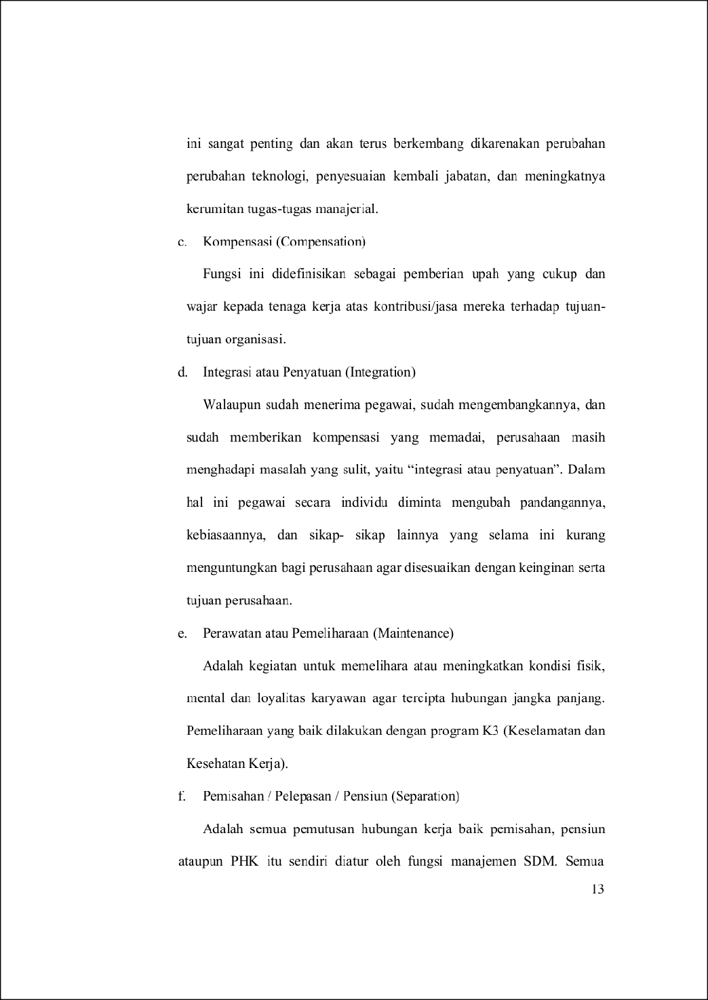 ini sangat penting dan akan terus berkembang dikarenakan perubahan
perubahan teknologi, penyesuaian kembali jabatan, dan meningkatnya
kerumitan tugas-tugas manajerial.
c. Kompensasi (Compensation)
Fungsi ini didefinisikan sebagai pemberian upah yang cukup dan
wajar kepada tenaga kerja atas kontribusi/jasa mereka terhadap tujuan-
tujuan organisasi.
d. Integrasi atau Penyatuan (Integration)
Walaupun sudah menerima pegawai, sudah mengembangkannya, dan
sudah memberikan kompensasi yang memadai, perusahaan masih
menghadapi masalah yang sulit, yaitu “integrasi atau penyatuan”. Dalam
hal ini pegawai secara individu diminta mengubah pandangannya,
kebiasaannya, dan sikap- sikap lainnya yang selama ini kurang
menguntungkan bagi perusahaan agar disesuaikan dengan keinginan serta
tujuan perusahaan.
e. Perawatan atau Pemeliharaan (Maintenance)
Adalah kegiatan untuk memelihara atau meningkatkan kondisi fisik,
mental dan loyalitas karyawan agar tercipta hubungan jangka panjang.
Pemeliharaan yang baik dilakukan dengan program K3 (Keselamatan dan
Kesehatan Kerja).
f. Pemisahan / Pelepasan / Pensiun (Separation)
Adalah semua pemutusan hubungan kerja baik pemisahan, pensiun
ataupun PHK itu sendiri diatur oleh fungsi manajemen SDM. Semua
13